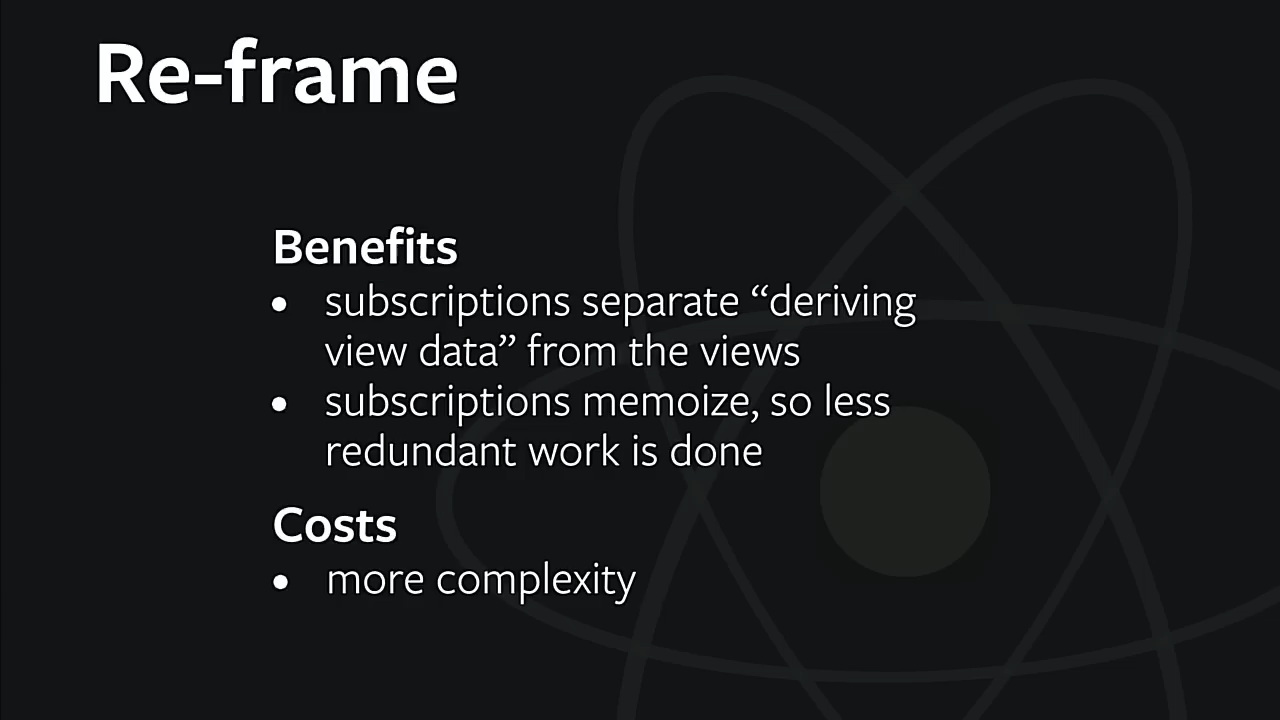 Re-frame
Benefits
• subscriptions separate “deriving
view data” from the views
• subscriptions memoize, so less
redundant work is done
Costs
• more complexity